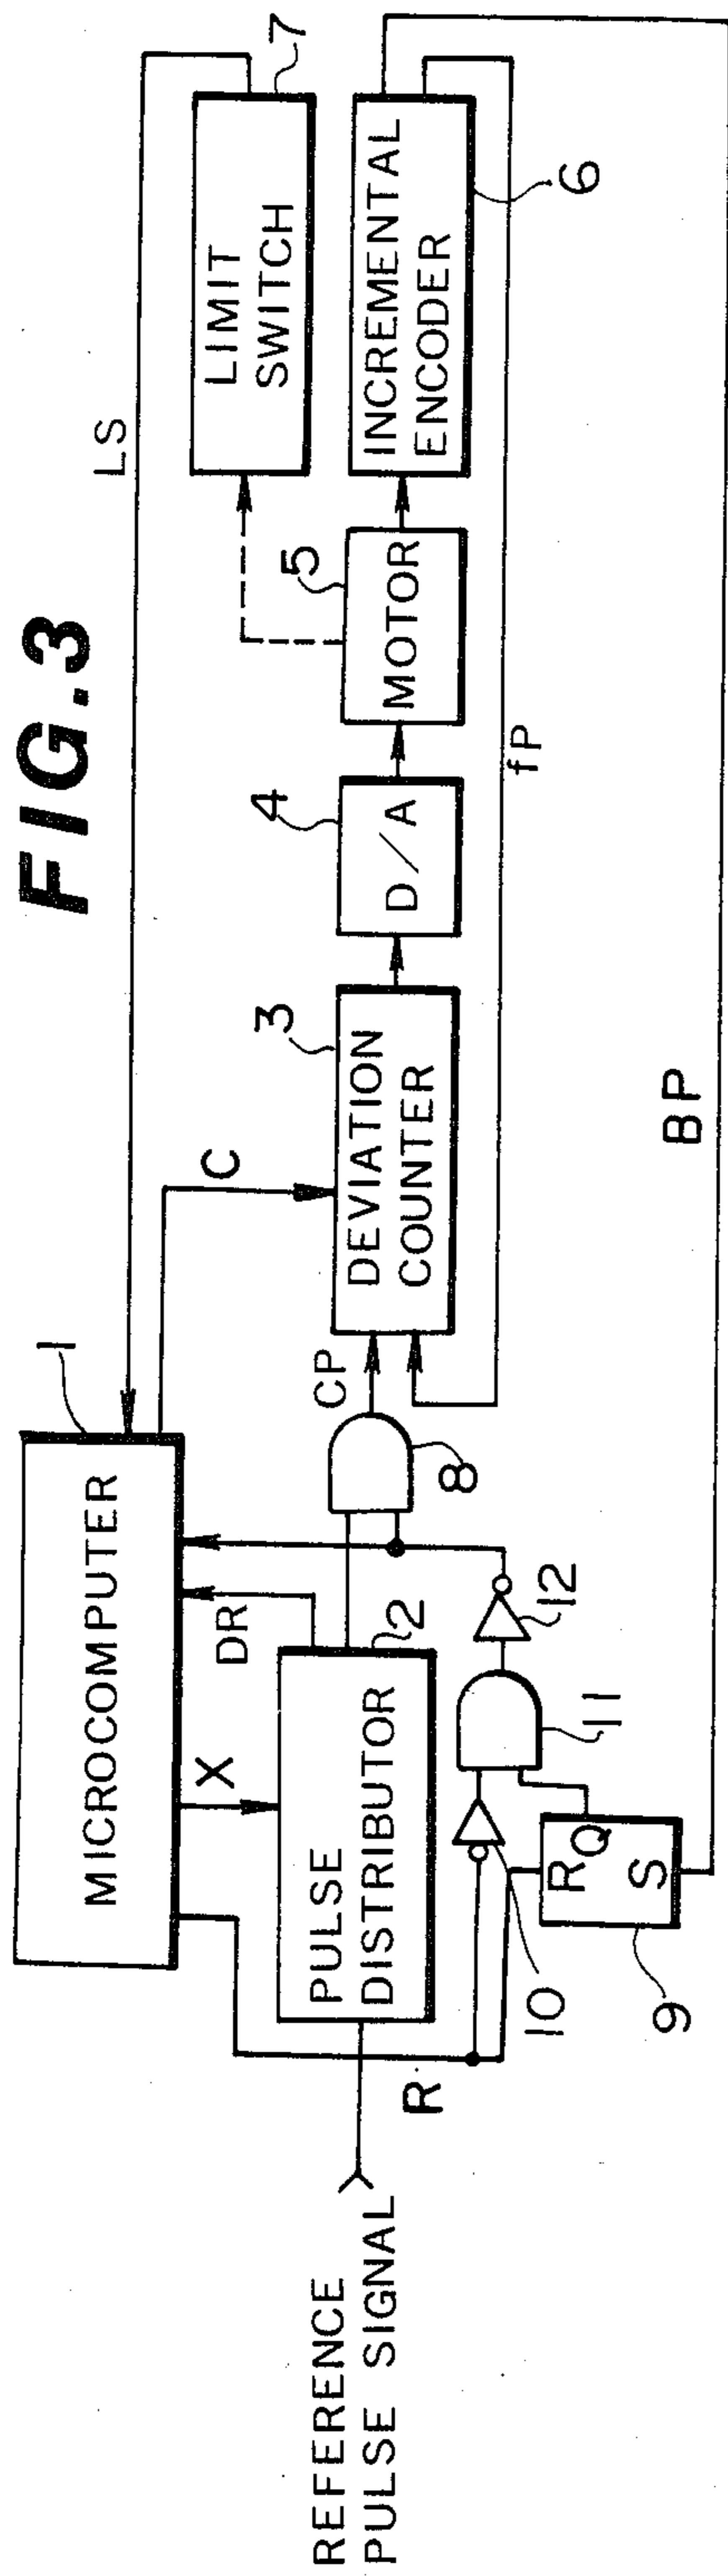 FIG.3
LS
7
LIMIT
SWITCH
1
MICROCOMPUTER
C
DR
X
R
REFERENCE
PULSE SIGNAL
PULSE
DISTRIBUTOR
2
CP
8
3
DEVIATION
COUNTER
4
D/A
5
MOTOR
INCREMENTAL
ENCODER
6
fP
10
11
12
R
Q
S
9
BP